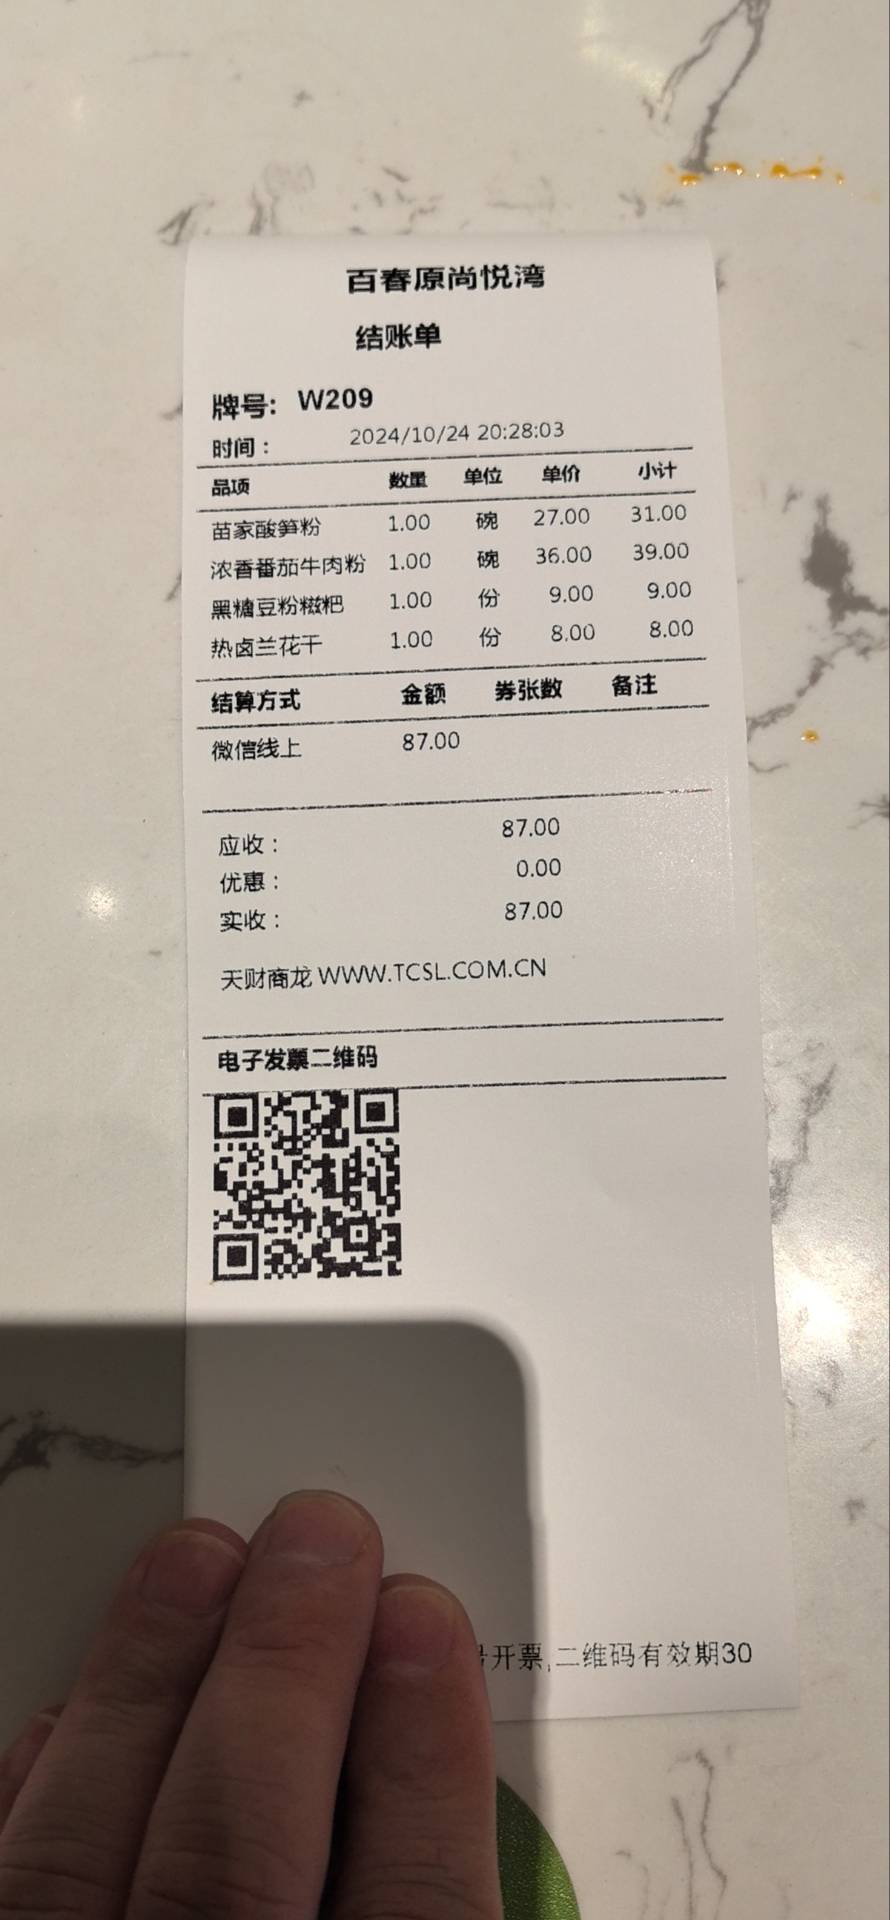 百春原尚悦湾
结账单
牌号: W209
时间: 2024/10/24 20:28:03
品项 数量 单位 单价 小计
苗家酸笋粉 1.00 碗 27.00 31.00
浓香番茄牛肉粉 1.00 碗 36.00 39.00
黑糖豆粉糍粑 1.00 份 9.00 9.00
热卤兰花干 1.00 份 8.00 8.00
结算方式 金额 券张数 备注
微信线上 87.00
应收: 87.00
优惠: 0.00
实收: 87.00
天财商龙 WWW.TCSL.COM.CN
电子发票二维码
开票,二维码有效期30